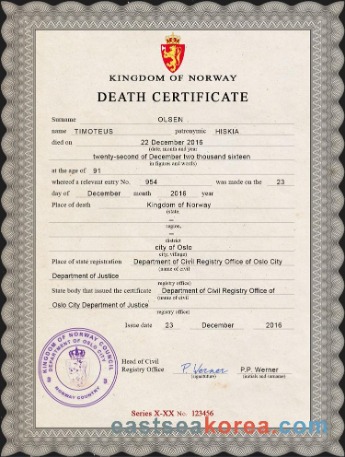 KINGDOM OF NORWAY
DEATH CERTIFICATE
Surname OLSEN
name TIMOTEUS patronymic HISKIA
died on 22 December 2016
(date, month and year)
twenty-second of December two thousand sixteen
(in figures and words)
at the age of 91
whereof a relevant entry No. 954 was made on the 23
day of December month 2016 year
Place of death Kingdom of Norway
(state,
–
region,
–
district
city of Oslo
city, village)
Place of state registration Department of Civil Registry Office of Oslo City
(name of civil
Department of Justice
registry office)
State body that issued the certificate Department of Civil Registry Office of
(name of civil
Oslo City Department of Justice
registry office)
Issue date 23 December 2016
KINGDOM OF NORWAY COUNCIL
DEPARTMENT OF OSLO CITY
NORWAY COUNTRY
Head of Civil
Registry Office P. Werner P.P. Werner
(signature) (initials and surname)
Series X-XX No. 123456
eastseakorea.com